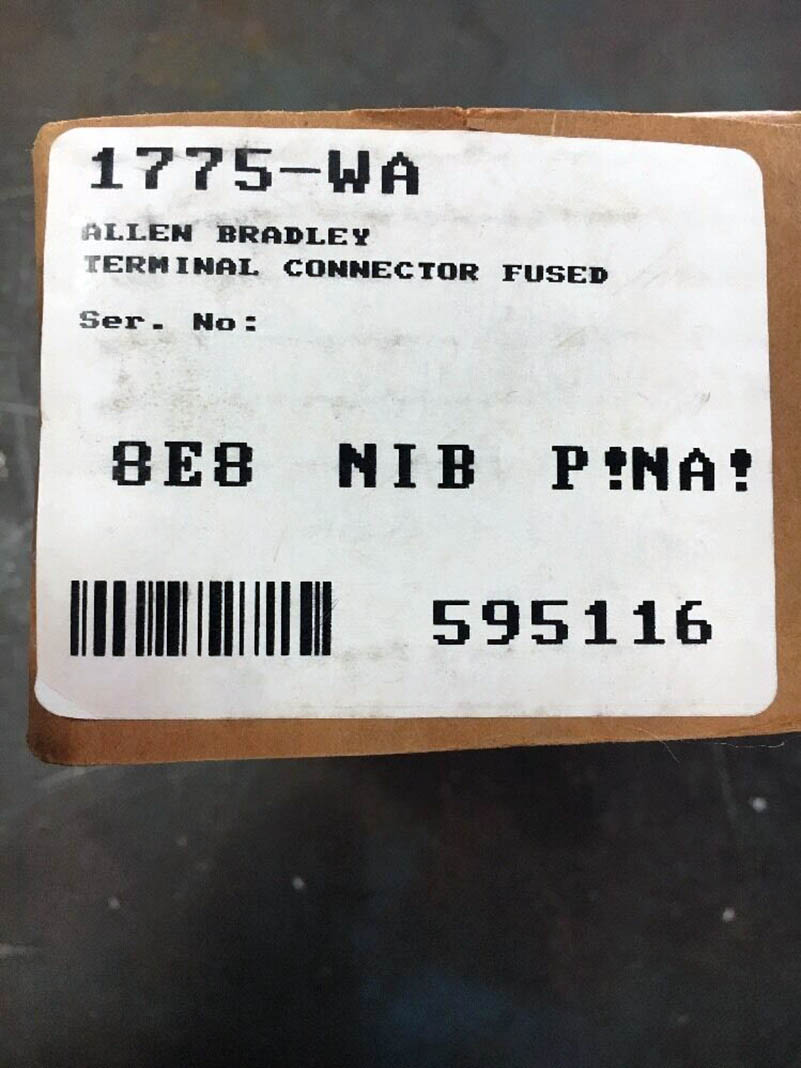 1775-WA
ALLEN BRADLEY
TERMINAL CONNECTOR FUSED
Ser. No:
8E8 NIB P!NA!
595116